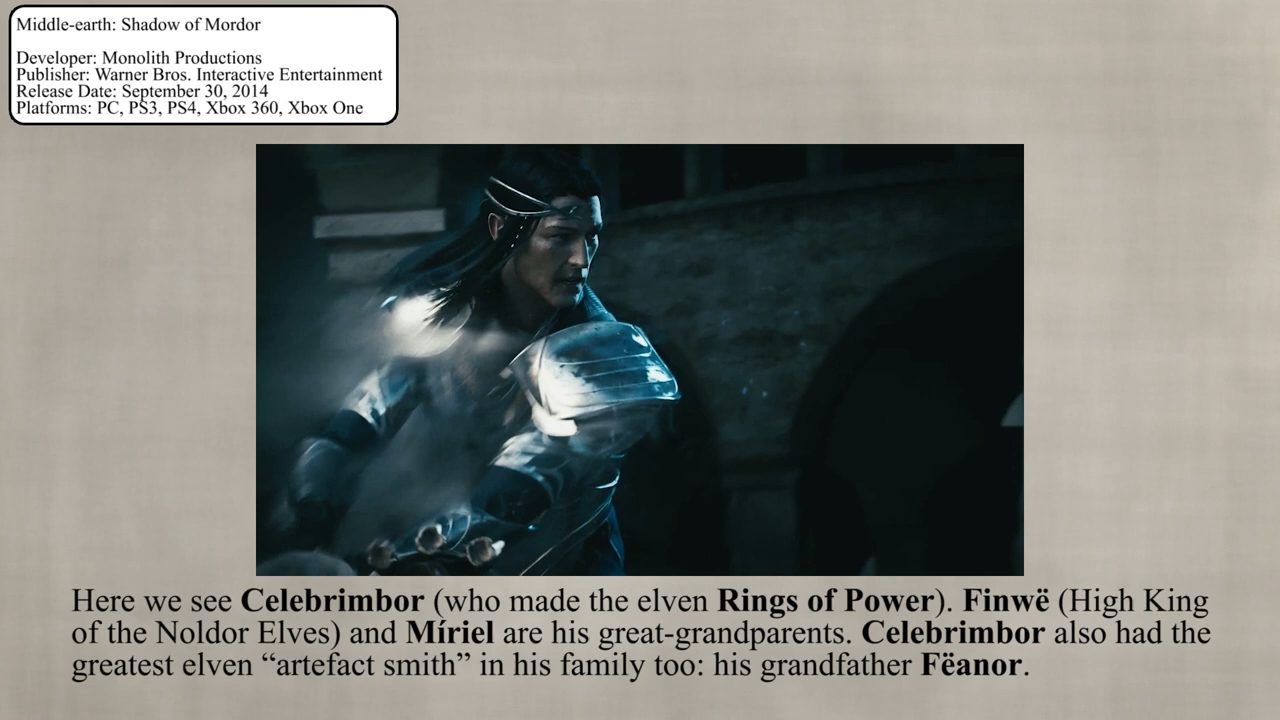 Middle-earth: Shadow of Mordor
Developer: Monolith Productions
Publisher: Warner Bros. Interactive Entertainment
Release Date: September 30, 2014
Platforms: PC, PS3, PS4, Xbox 360, Xbox One
Here we see Celebrimbor (who made the elven Rings of Power). Finwë (High King
of the Noldor Elves) and Míriel are his great-grandparents. Celebrimbor also had the
greatest elven “artefact smith” in his family too: his grandfather Fëanor.